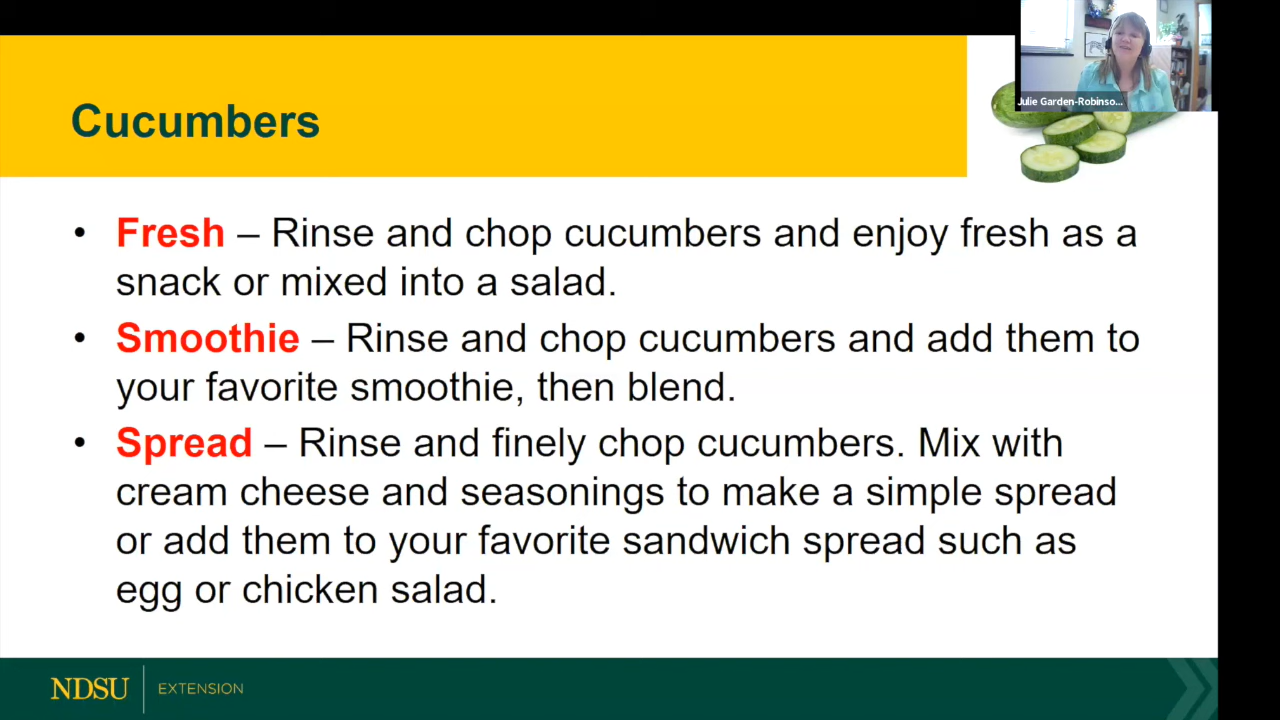 Julie Garden-Robinso...
Cucumbers
• Fresh – Rinse and chop cucumbers and enjoy fresh as a
snack or mixed into a salad.
• Smoothie – Rinse and chop cucumbers and add them to
your favorite smoothie, then blend.
• Spread – Rinse and finely chop cucumbers. Mix with
cream cheese and seasonings to make a simple spread
or add them to your favorite sandwich spread such as
egg or chicken salad.
NDSU EXTENSION